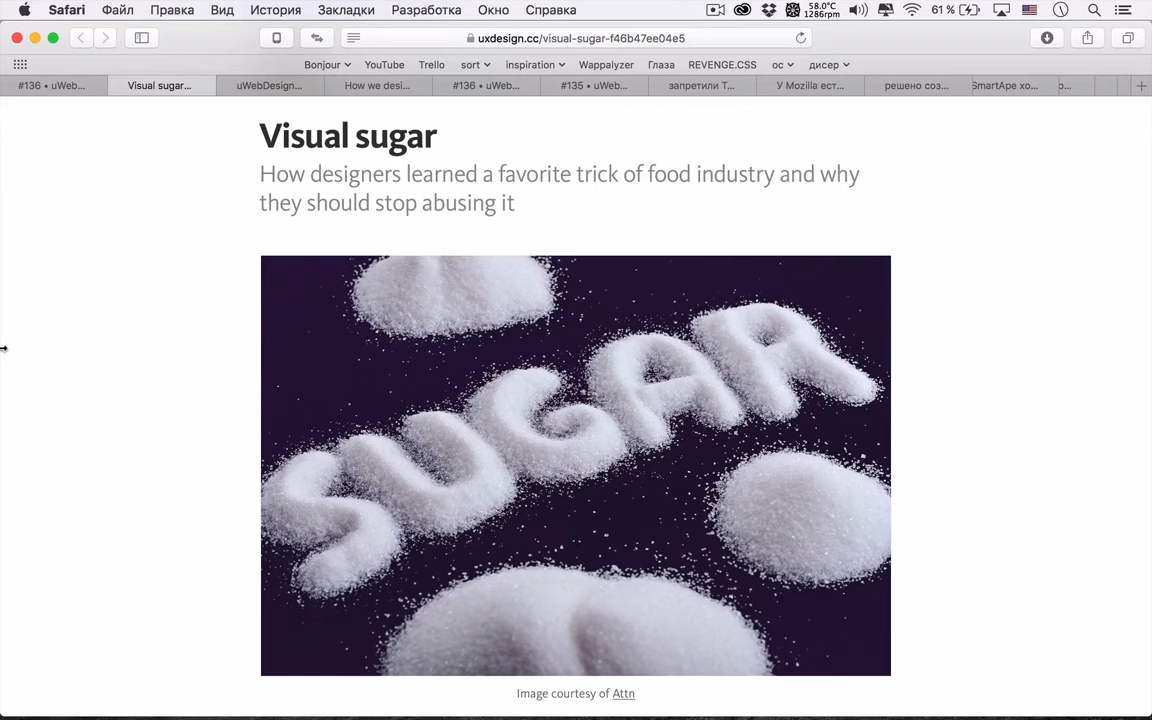 Safari Файл Правка Вид История Закладки Разработка Окно Справка 58.0°C 1286rpm 61 %
uxdesign.cc/visual-sugar-f46b47ee04e5
Bonjour YouTube Trello sort inspiration Wappalyzer Глаза REVENGE.CSS ос дисер
#136 • uWeb... Visual sugar... uWebDesign... How we desi... #136 • uWeb... #135 • uWeb... запретили Т... У Mozilla ест... решено соз... SmartApe хо...
Visual sugar
How designers learned a favorite trick of food industry and why
they should stop abusing it
SUGAR
Image courtesy of Attn